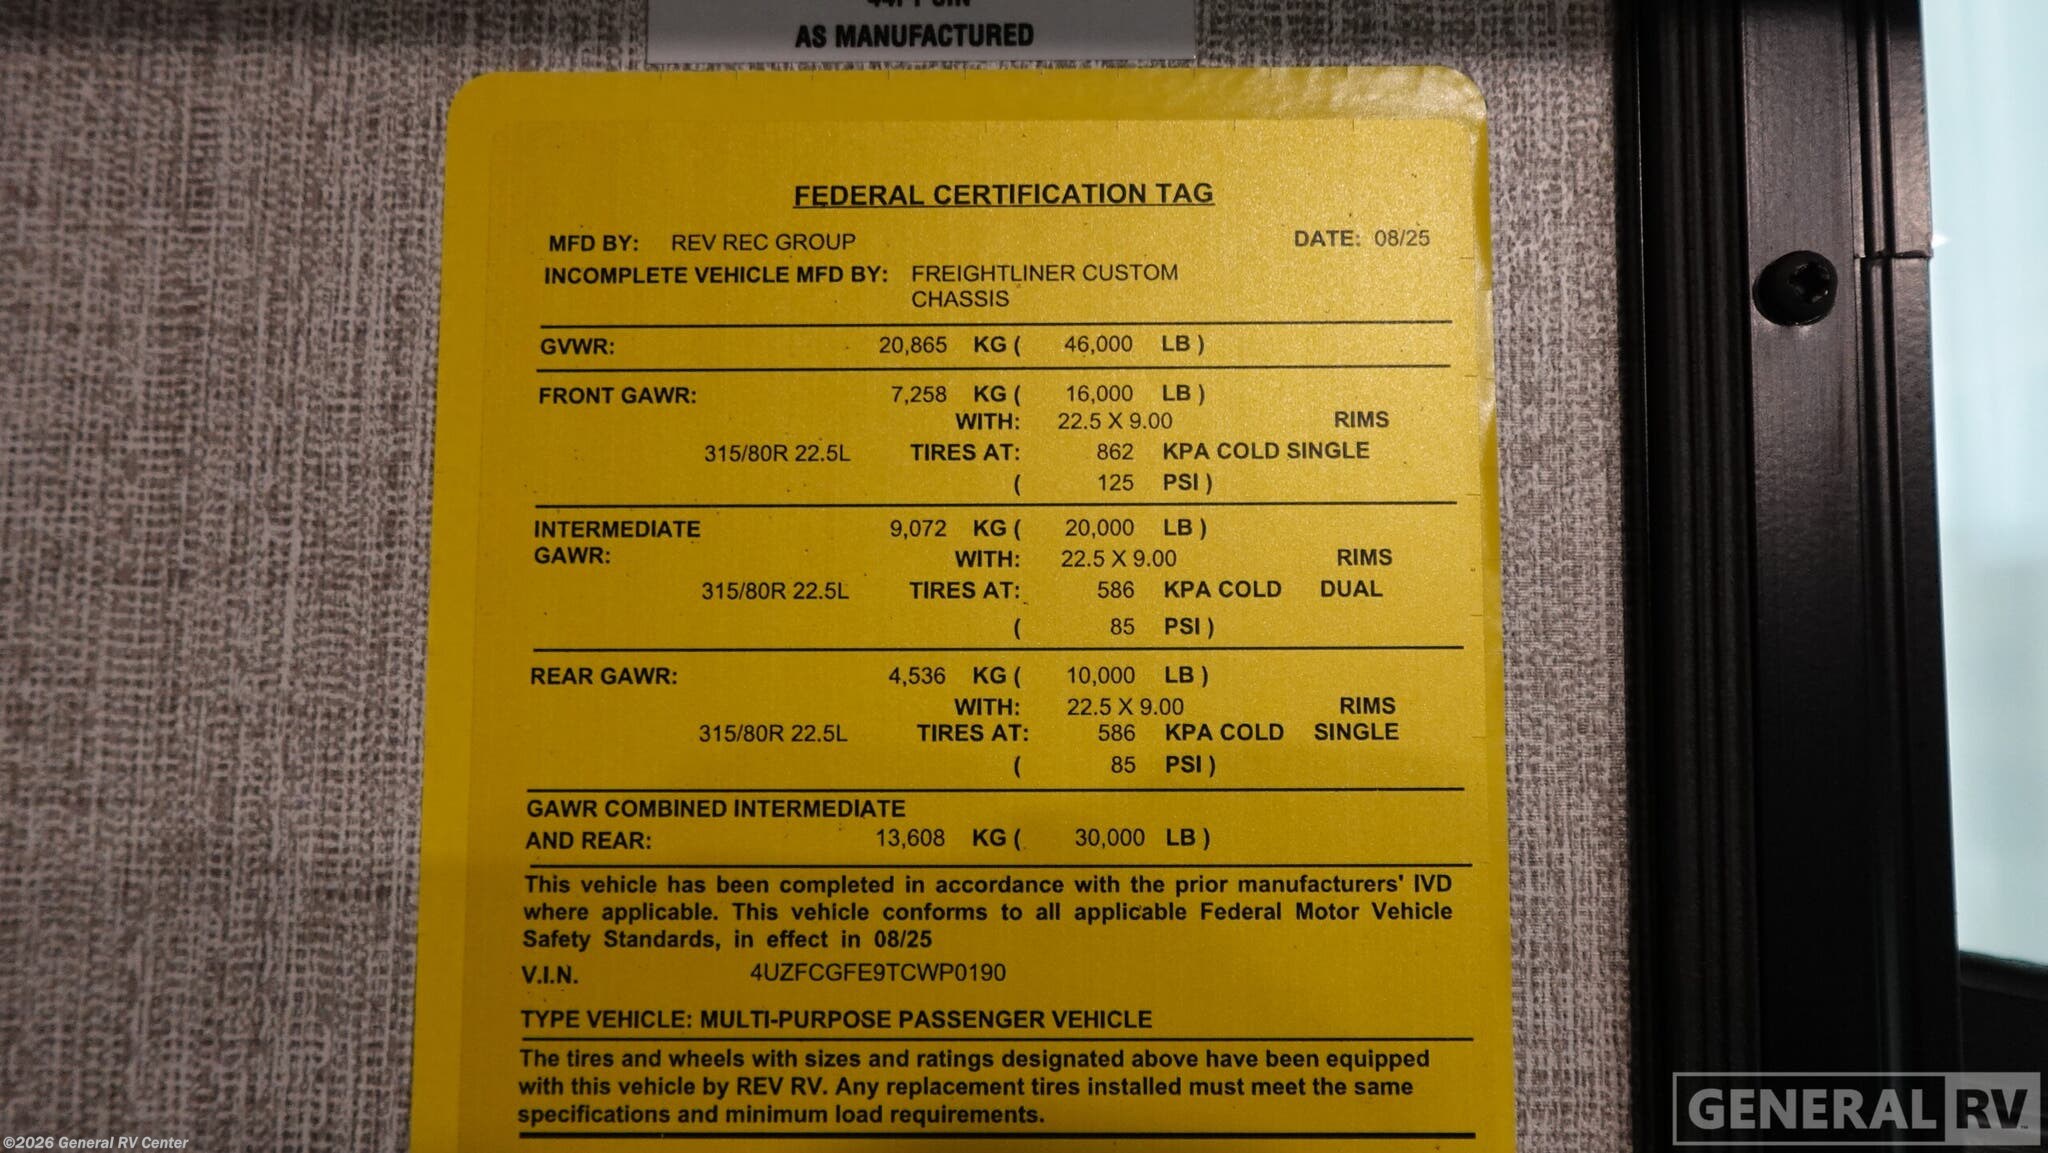 AS MANUFACTURED
FEDERAL CERTIFICATION TAG
MFD BY: REV REC GROUP DATE: 08/25
INCOMPLETE VEHICLE MFD BY: FREIGHTLINER CUSTOM
CHASSIS
GVWR: 20,865 KG ( 46,000 LB )
FRONT GAWR: 7,258 KG ( 16,000 LB )
WITH: 22.5 X 9.00 RIMS
315/80R 22.5L TIRES AT: 862 KPA COLD SINGLE
( 125 PSI )
INTERMEDIATE 9,072 KG ( 20,000 LB )
GAWR: WITH: 22.5 X 9.00 RIMS
315/80R 22.5L TIRES AT: 586 KPA COLD DUAL
( 85 PSI )
REAR GAWR: 4,536 KG ( 10,000 LB )
WITH: 22.5 X 9.00 RIMS
315/80R 22.5L TIRES AT: 586 KPA COLD SINGLE
( 85 PSI )
GAWR COMBINED INTERMEDIATE
AND REAR: 13,608 KG ( 30,000 LB )
This vehicle has been completed in accordance with the prior manufacturers' IVD
where applicable. This vehicle conforms to all applicable Federal Motor Vehicle
Safety Standards, in effect in 08/25
V.I.N. 4UZFCGFE9TCWP0190
TYPE VEHICLE: MULTI-PURPOSE PASSENGER VEHICLE
The tires and wheels with sizes and ratings designated above have been equipped
with this vehicle by REV RV. Any replacement tires installed must meet the same
specifications and minimum load requirements.
GENERAL RV
©2026 General RV Center